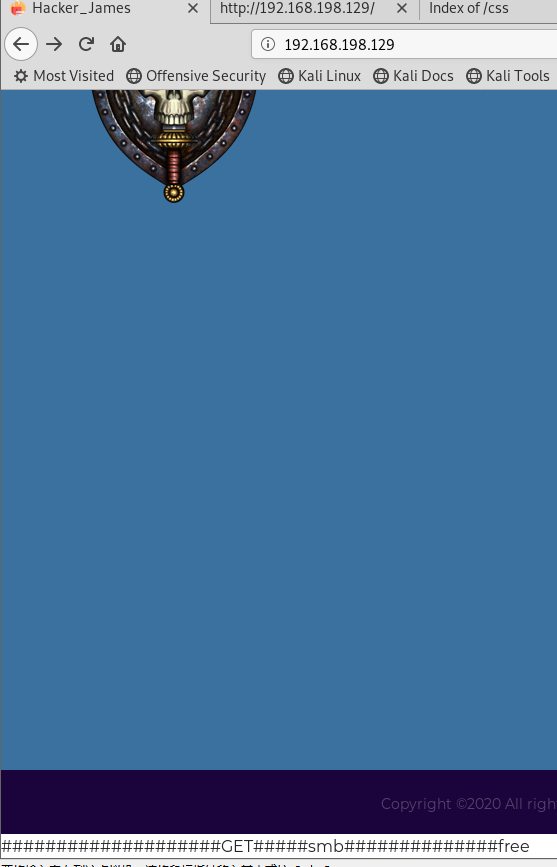 Hacker_James http://192.168.198.129/ Index of /css
192.168.198.129
Most Visited Offensive Security Kali Linux Kali Docs Kali Tools
Copyright ©2020 All righ
####################GET#####smb##############free